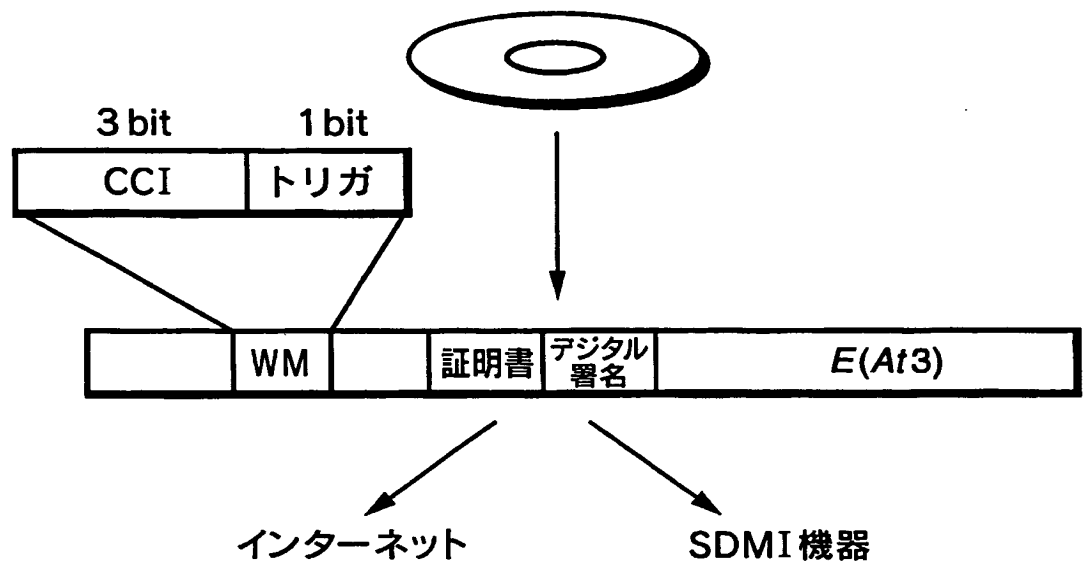 3 bit 1 bit
CCI トリガ
WM 証明書 デジタル署名 E(At3)
インターネット SDMI機器